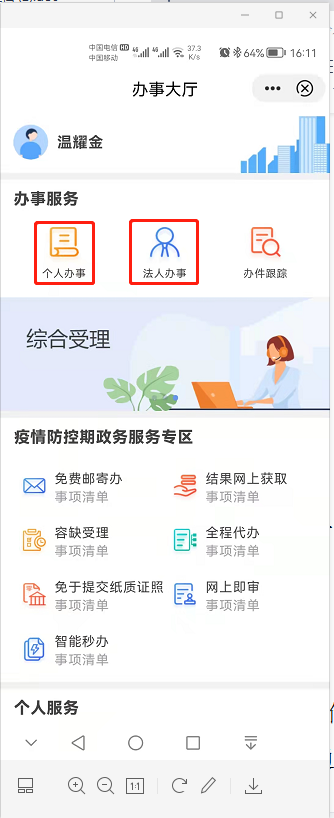 中国电信 HD 4G 4G 37.3
中国移动 K/s
64% 16:11
办事大厅
温耀金
办事服务
个人办事 法人办事 办件跟踪
综合受理
疫情防控期政务服务专区
免费邮寄办 结果网上获取
事项清单 事项清单
容缺受理 全程代办
事项清单 事项清单
免于提交纸质证照 网上即审
事项清单 事项清单
智能秒办
事项清单
个人服务
1:1